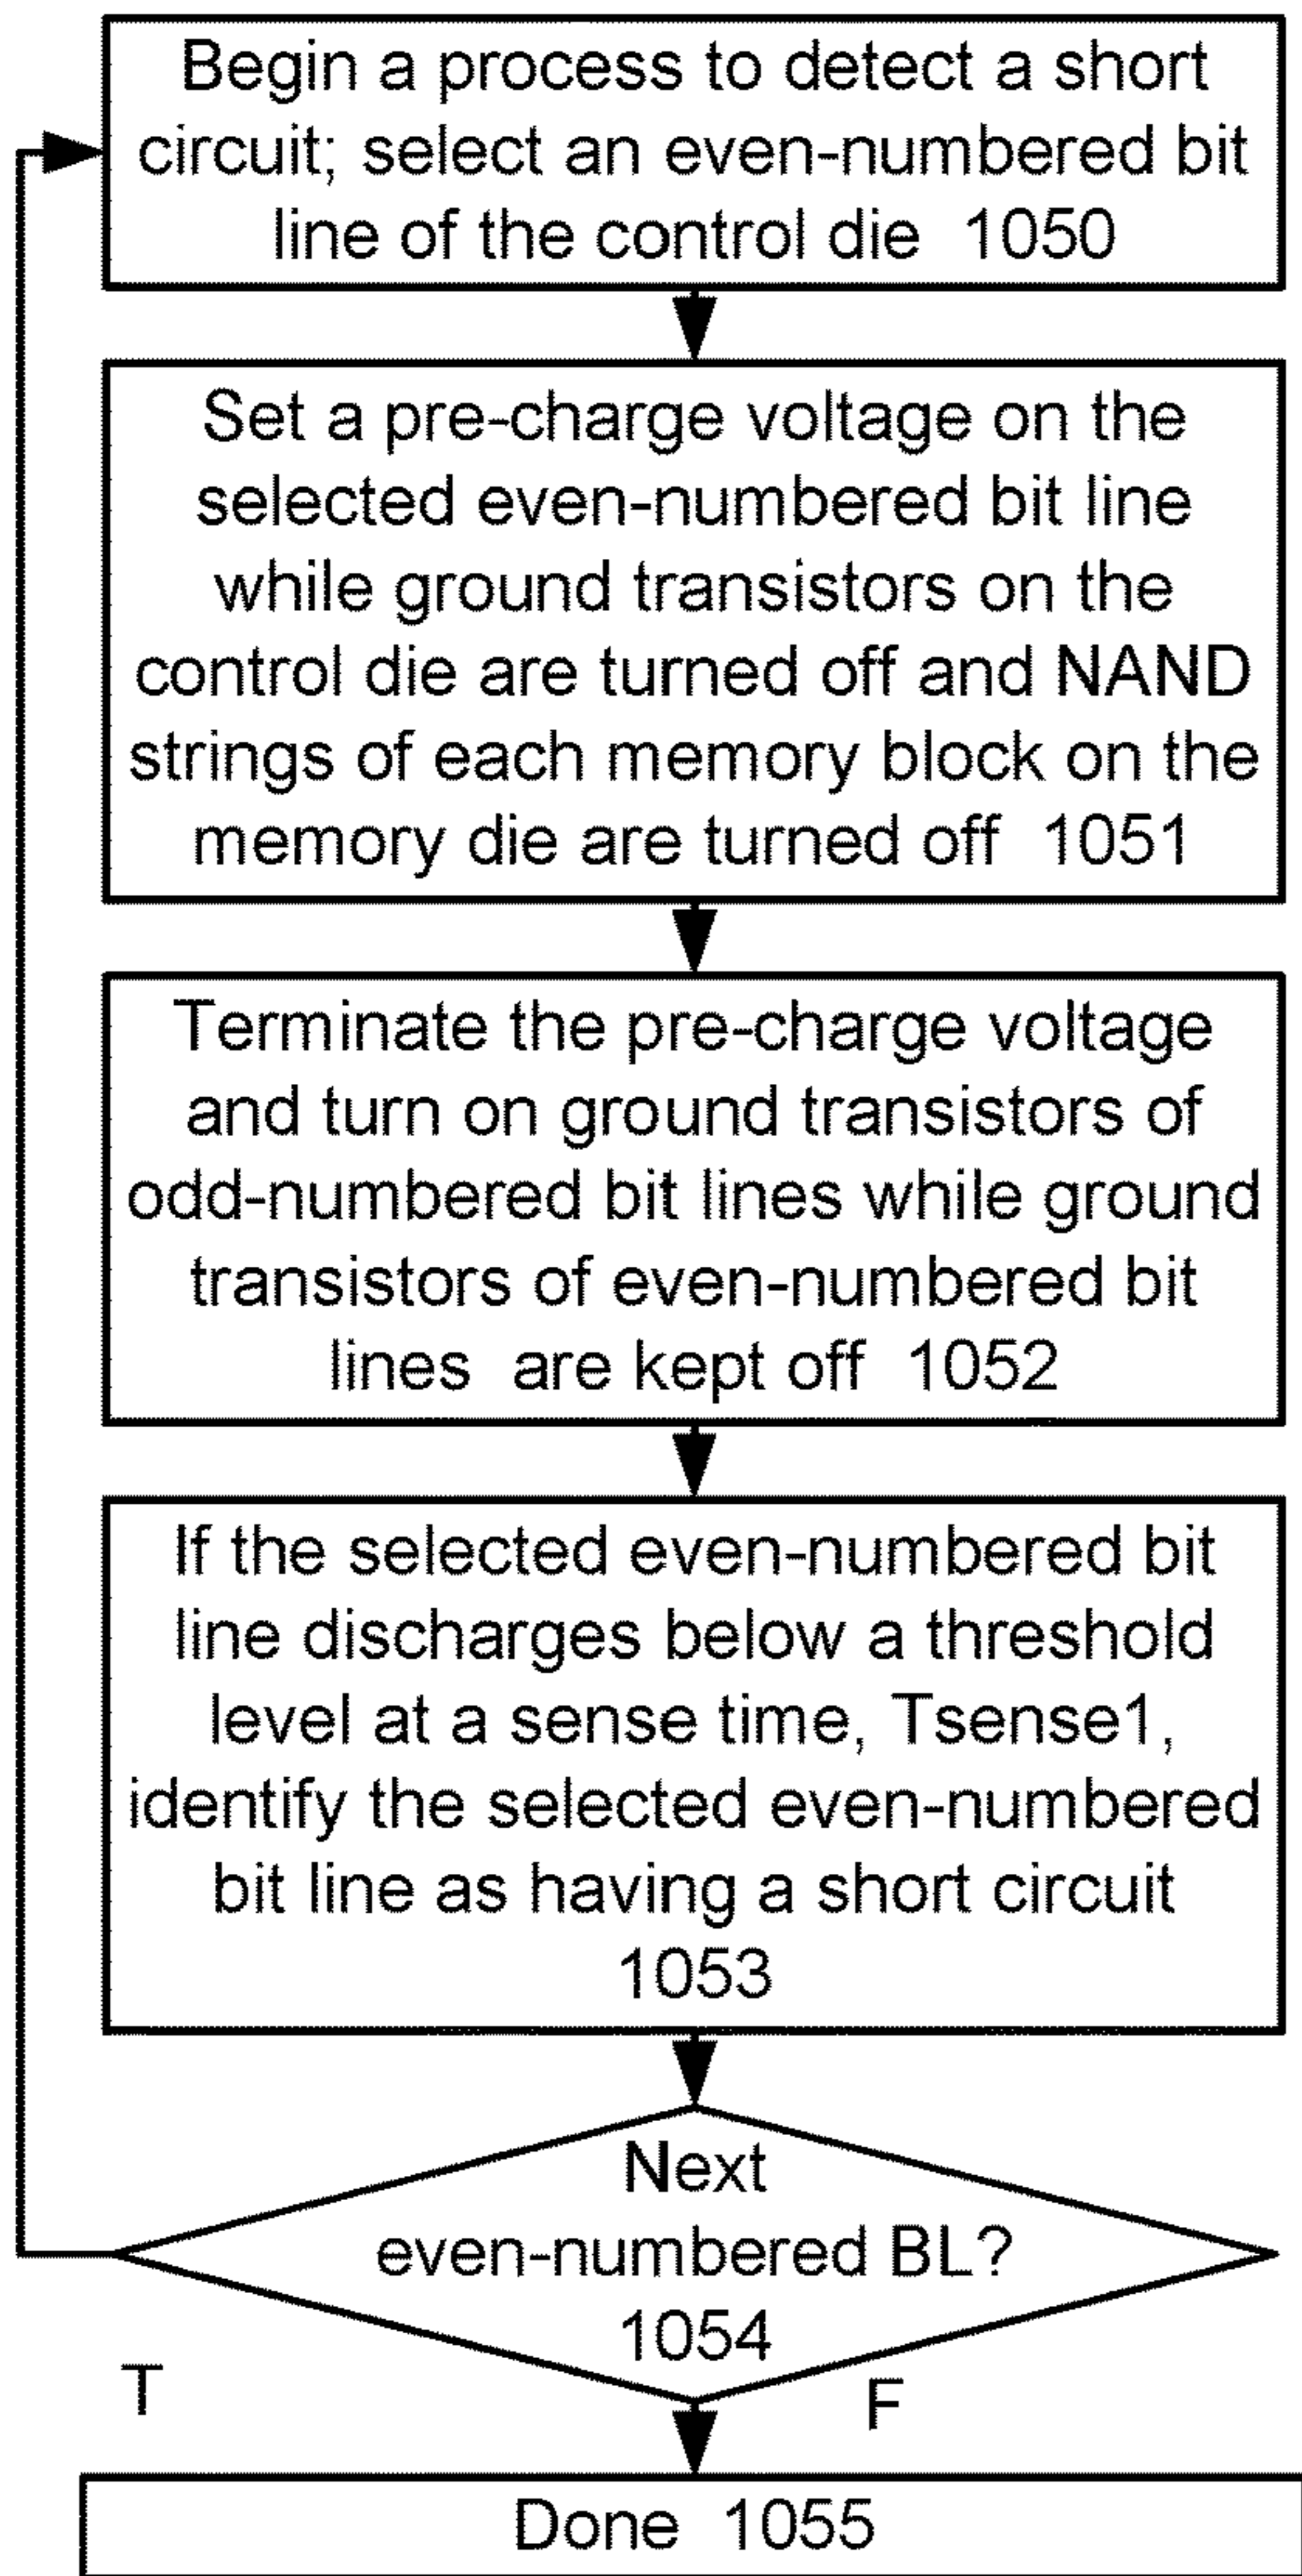 Begin a process to detect a short
circuit; select an even-numbered bit
line of the control die 1050
Set a pre-charge voltage on the
selected even-numbered bit line
while ground transistors on the
control die are turned off and NAND
strings of each memory block on the
memory die are turned off 1051
Terminate the pre-charge voltage
and turn on ground transistors of
odd-numbered bit lines while ground
transistors of even-numbered bit
lines are kept off 1052
If the selected even-numbered bit
line discharges below a threshold
level at a sense time, Tsense1,
identify the selected even-numbered
bit line as having a short circuit
1053
Next
even-numbered BL?
1054
T
F
Done 1055